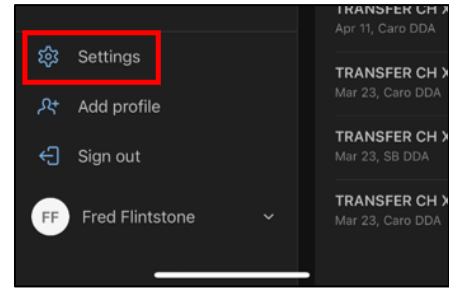 Settings
Add profile
Sign out
FF Fred Flintstone
TRANSFER CH
Apr 11, Caro DDA
TRANSFER CH
Mar 23, Caro DDA
TRANSFER CH
Mar 23, SB DDA
TRANSFER CH
Mar 23, Caro DDA